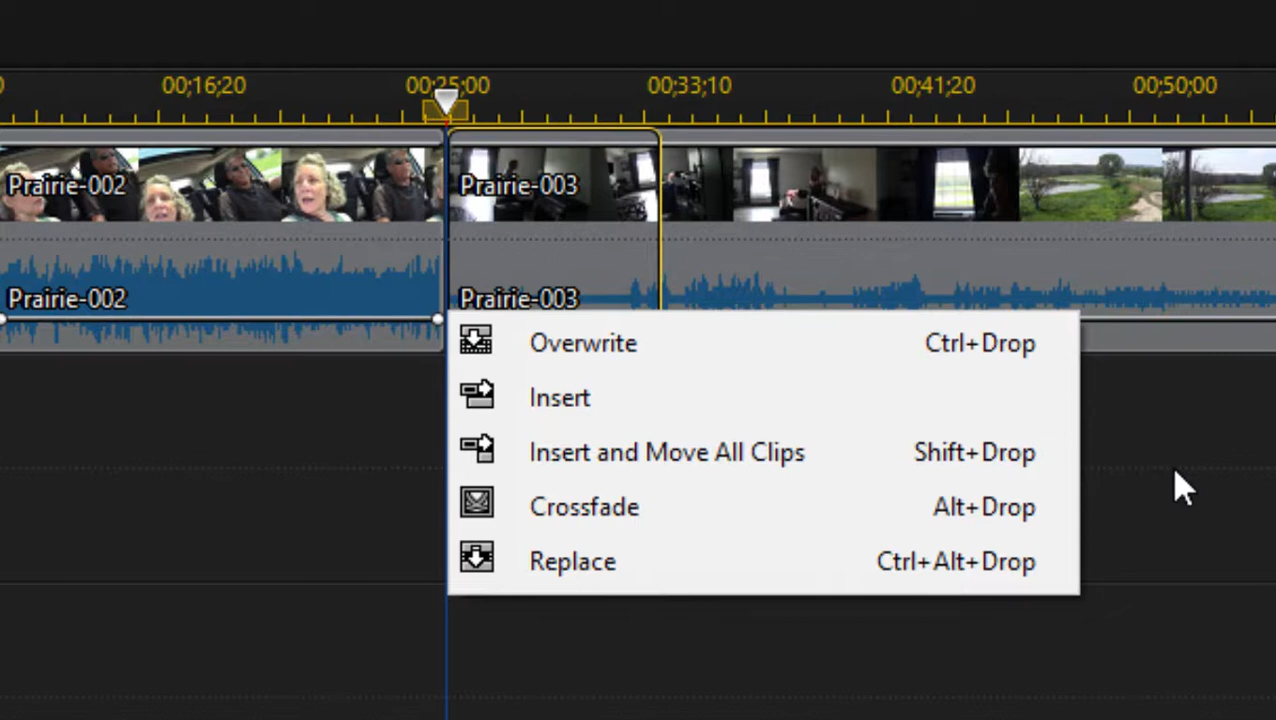 00;16;20 00;25;00 00;33;10 00;41;20 00;50;00
Prairie-002 Prairie-003
Prairie-002 Prairie-003
Overwrite Ctrl+Drop
Insert
Insert and Move All Clips Shift+Drop
Crossfade Alt+Drop
Replace Ctrl+Alt+Drop